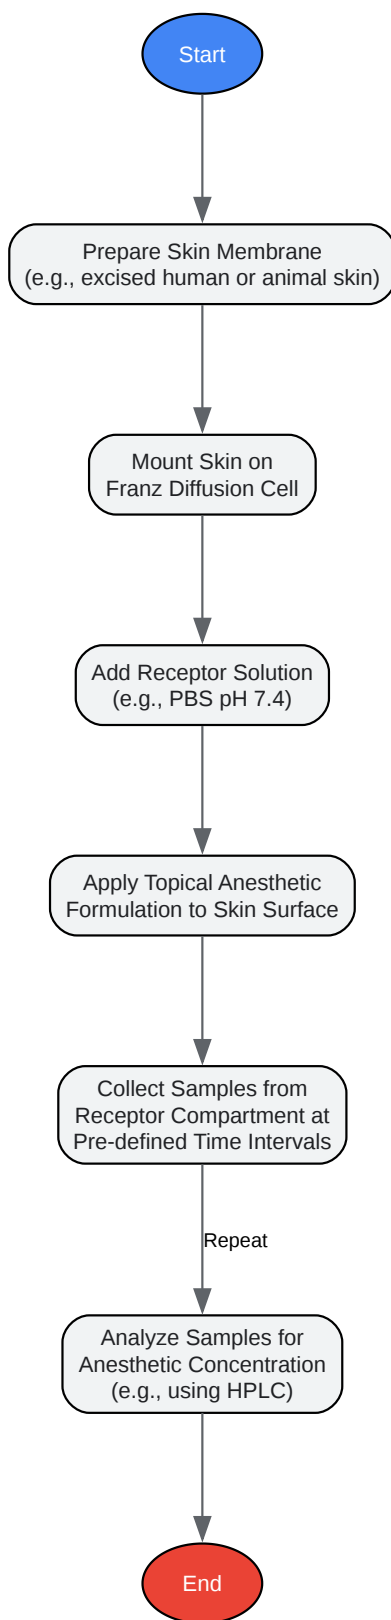 Start
Prepare Skin Membrane
(e.g., excised human or animal skin)
Mount Skin on
Franz Diffusion Cell
Add Receptor Solution
(e.g., PBS pH 7.4)
Apply Topical Anesthetic
Formulation to Skin Surface
Collect Samples from
Receptor Compartment at
Pre-defined Time Intervals
Repeat
Analyze Samples for
Anesthetic Concentration
(e.g., using HPLC)
End